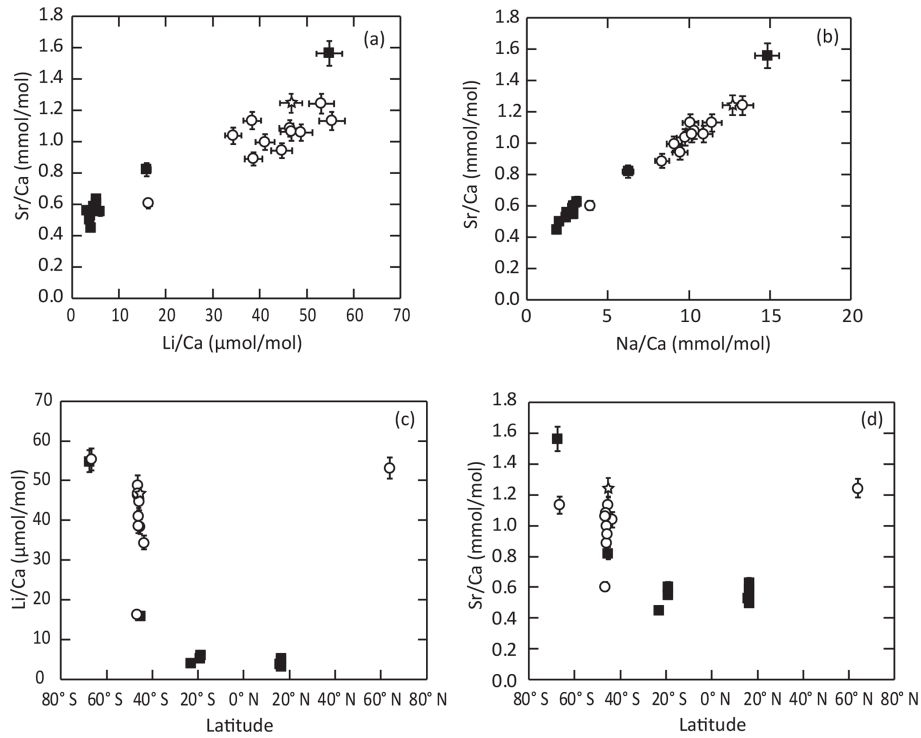 1.8
1.6
1.4
1.2
1.0
0.8
0.6
0.4
0.2
0.0
Sr/Ca (mmol/mol)
(a)
0 10 20 30 40 50 60 70
Li/Ca (µmol/mol)
1.8
1.6
1.4
1.2
1.0
0.8
0.6
0.4
0.2
0.0
Sr/Ca (mmol/mol)
(b)
0 5 10 15 20
Na/Ca (mmol/mol)
70
60
50
40
30
20
10
0
Li/Ca (µmol/mol)
(c)
80° S 60° S 40° S 20° S 0° N 20° N 40° N 60° N 80° N
Latitude
1.8
1.6
1.4
1.2
1.0
0.8
0.6
0.4
0.2
0.0
Sr/Ca (mmol/mol)
(d)
80° S 60° S 40° S 20° S 0° N 20° N 40° N 60° N 80° N
Latitude